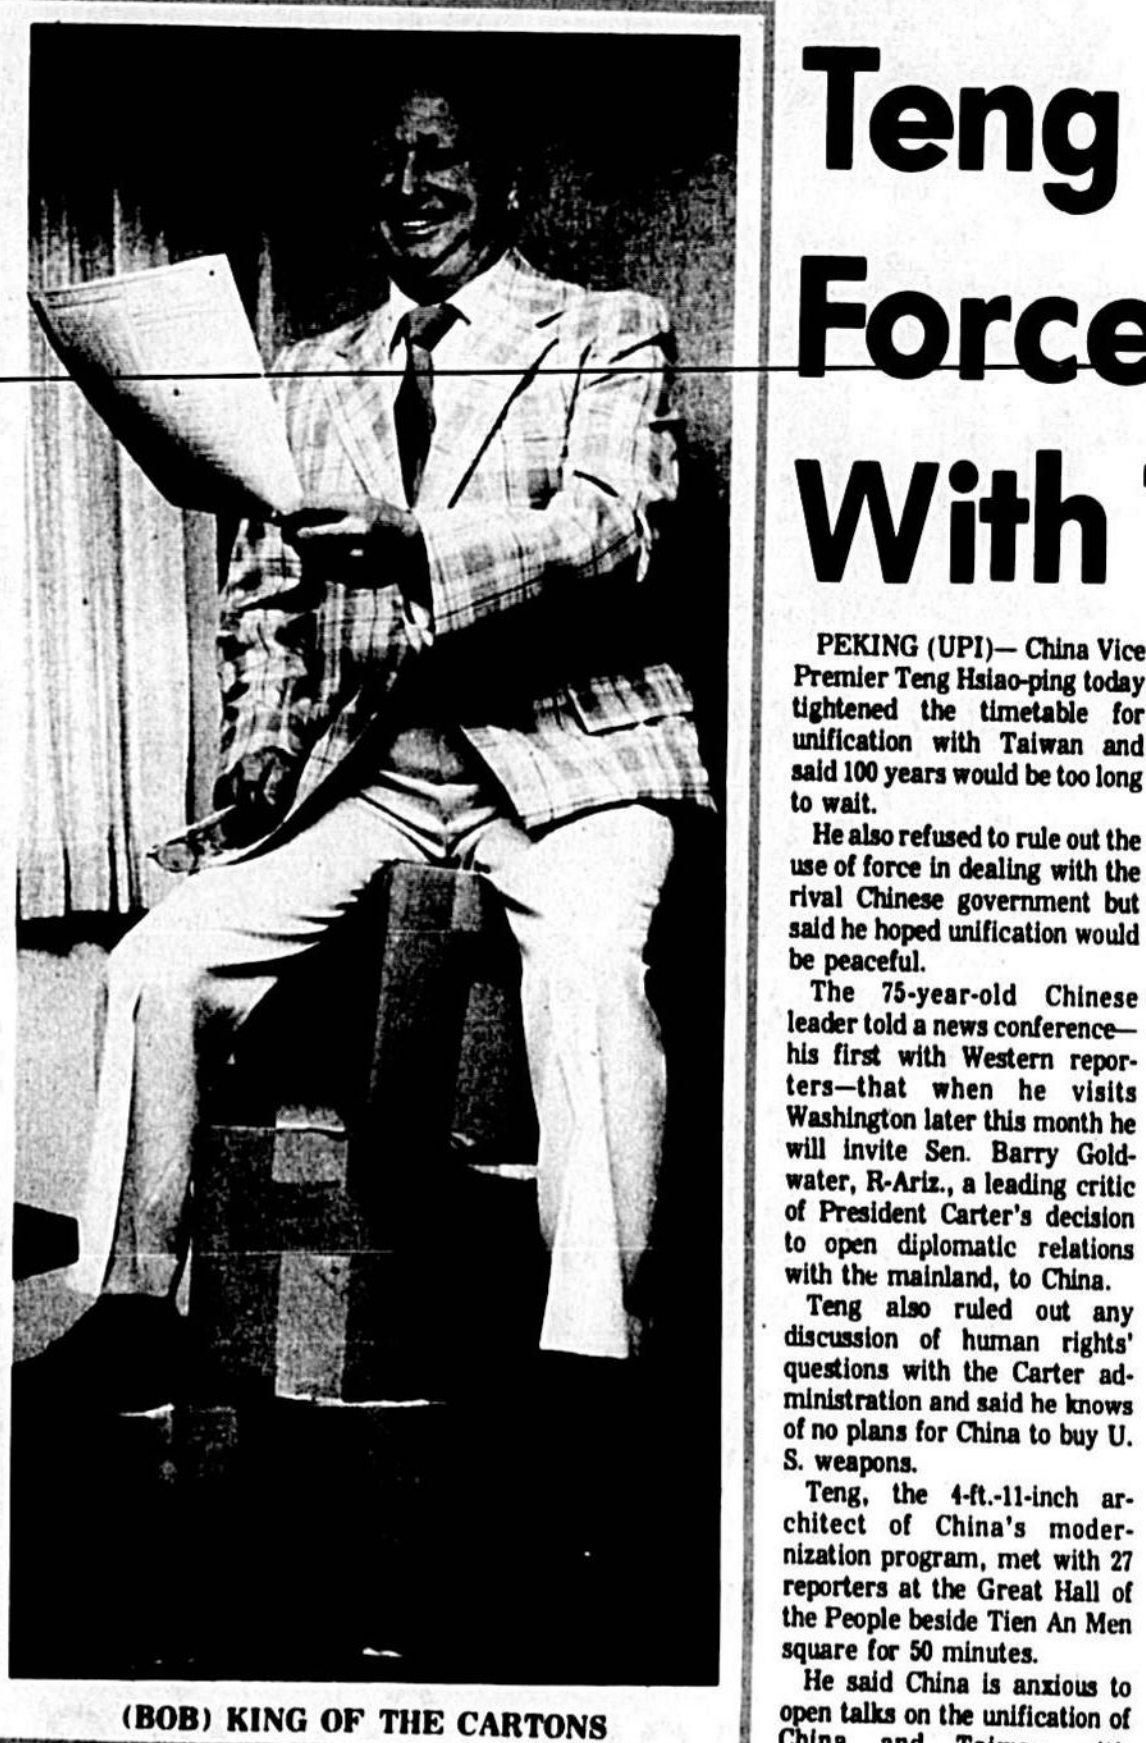 (BOB) KING OF THE CARTONS
Teng
Force
With
PEKING (UPI)— China Vice
Premier Teng Hsiao-ping today
tightened the timetable for
unification with Taiwan and
said 100 years would be too long
to wait.
He also refused to rule out the
use of force in dealing with the
rival Chinese government but
said he hoped unification would
be peaceful.
The 75-year-old Chinese
leader told a news conference—
his first with Western repor-
ters—that when he visits
Washington later this month he
will invite Sen. Barry Gold-
water, R-Ariz., a leading critic
of President Carter's decision
to open diplomatic relations
with the mainland, to China.
Teng also ruled out any
discussion of human rights'
questions with the Carter ad-
ministration and said he knows
of no plans for China to buy U.
S. weapons.
Teng, the 4-ft.-11-inch ar-
chitect of China's moder-
nization program, met with 27
reporters at the Great Hall of
the People beside Tien An Men
square for 50 minutes.
He said China is anxious to
open talks on the unification of
China and